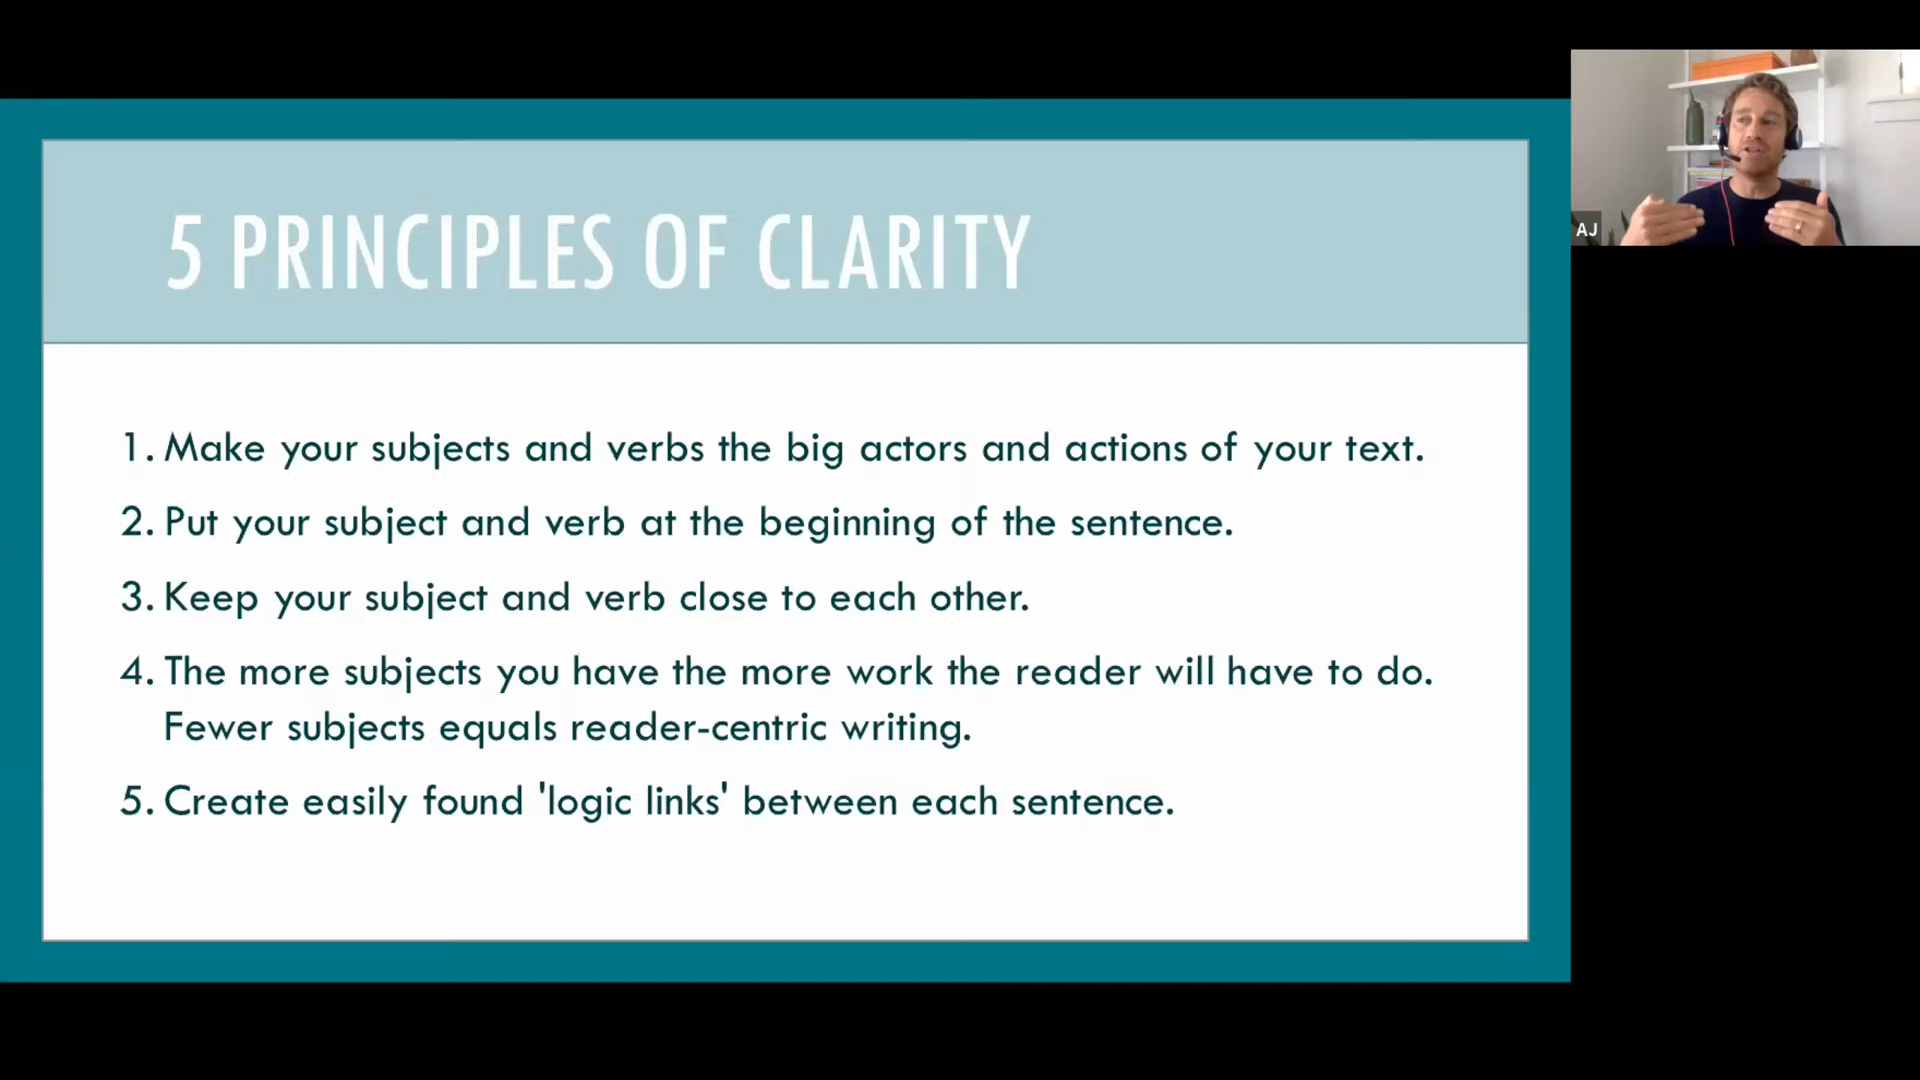 5 PRINCIPLES OF CLARITY
1. Make your subjects and verbs the big actors and actions of your text.
2. Put your subject and verb at the beginning of the sentence.
3. Keep your subject and verb close to each other.
4. The more subjects you have the more work the reader will have to do.
Fewer subjects equals reader-centric writing.
5. Create easily found 'logic links' between each sentence.
AJ